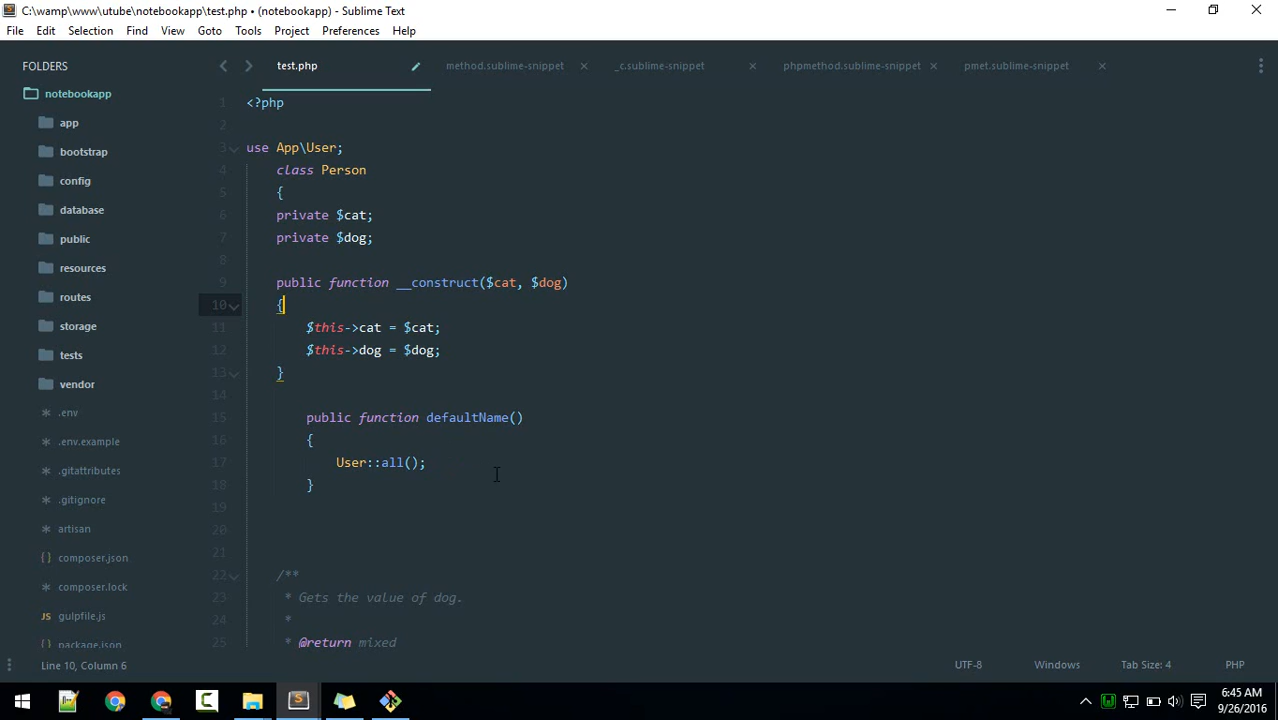 C:\wamp\www\utube\notebookapp\test.php • (notebookapp) - Sublime Text
File Edit Selection Find View Goto Tools Project Preferences Help
FOLDERS
notebookapp
app
bootstrap
config
database
public
resources
routes
storage
tests
vendor
.env
.env.example
.gitattributes
.gitignore
artisan
composer.json
composer.lock
gulpfile.js
package.json
test.php method.sublime-snippet _c.sublime-snippet phpmethod.sublime-snippet pmet.sublime-snippet
1 <?php
2
3 use App\User;
4 class Person
5 {
6 private $cat;
7 private $dog;
8
9 public function __construct($cat, $dog)
10 {
11 $this->cat = $cat;
12 $this->dog = $dog;
13 }
14
15 public function defaultName()
16 {
17 User::all();
18 }
19
20
21
22 /**
23 * Gets the value of dog.
24 *
25 * @return mixed
Line 10, Column 6 UTF-8 Windows Tab Size: 4 PHP
6:45 AM
9/26/2016